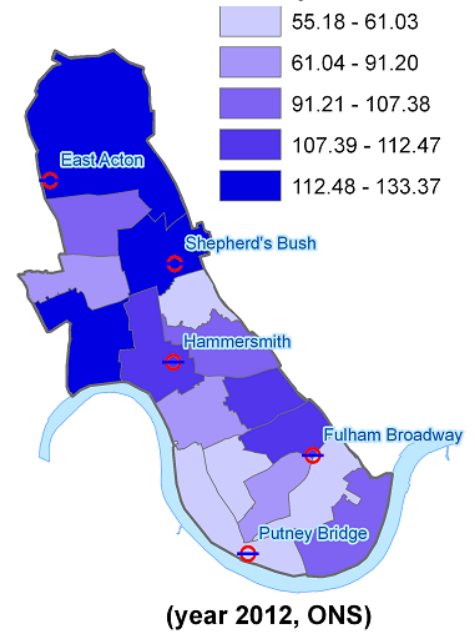 55.18 - 61.03
61.04 - 91.20
91.21 - 107.38
107.39 - 112.47
112.48 - 133.37
East Acton
Shepherd's Bush
Hammersmith
Fulham Broadway
Putney Bridge
(year 2012, ONS)